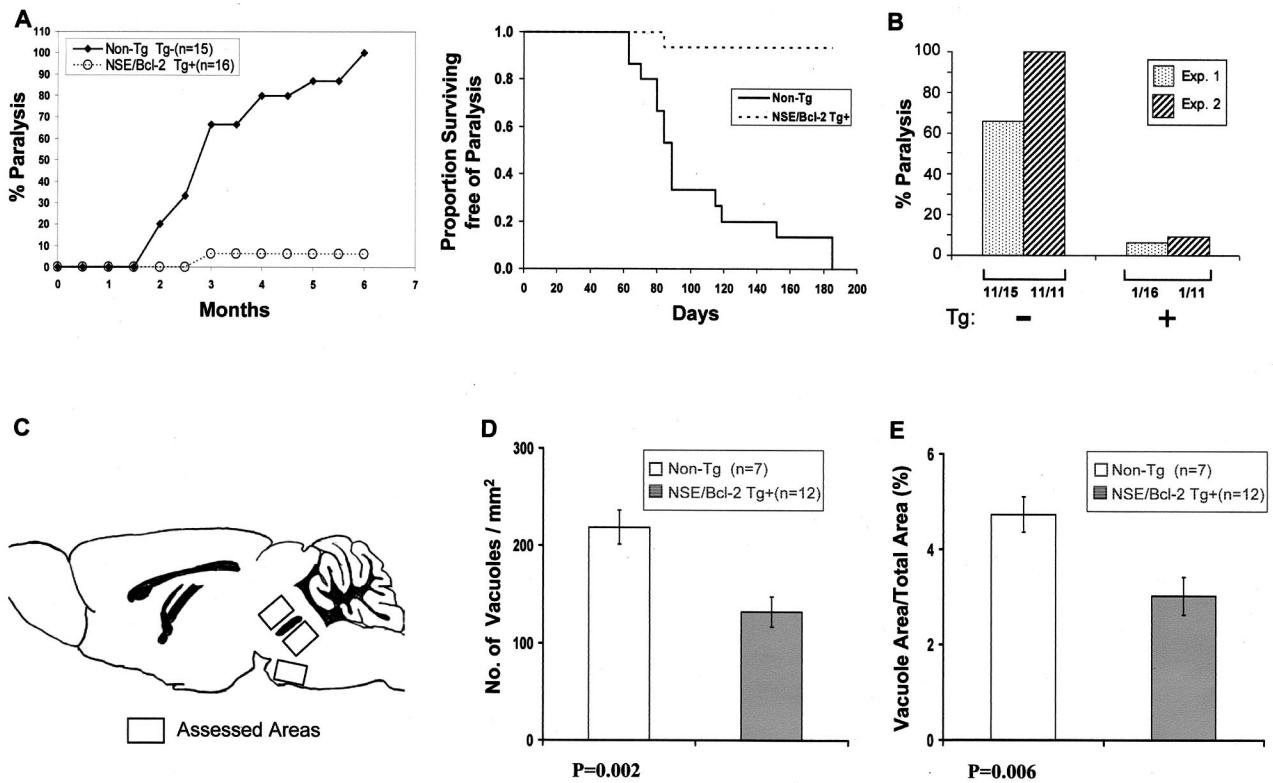 A
% Paralysis
110
100
90
80
70
60
50
40
30
20
10
0
Non-Tg Tg-(n=15)
NSE/Bcl-2 Tg+(n=16)
0 1 2 3 4 5 6 7
Months
Proportion Surviving
free of Paralysis
1.0
0.8
0.6
0.4
0.2
0.0
Non-Tg
NSE/Bcl-2 Tg+
0 20 40 60 80 100 120 140 160 180 200
Days
B
% Paralysis
100
80
60
40
20
0
Exp. 1
Exp. 2
11/15 11/11 1/16 1/11
Tg: - +
C
Assessed Areas
D
No. of Vacuoles / mm²
300
200
100
0
Non-Tg (n=7)
NSE/Bcl-2 Tg+(n=12)
P=0.002
E
Vacuole Area/Total Area (%)
6
4
2
0
Non-Tg (n=7)
NSE/Bcl-2 Tg+(n=12)
P=0.006